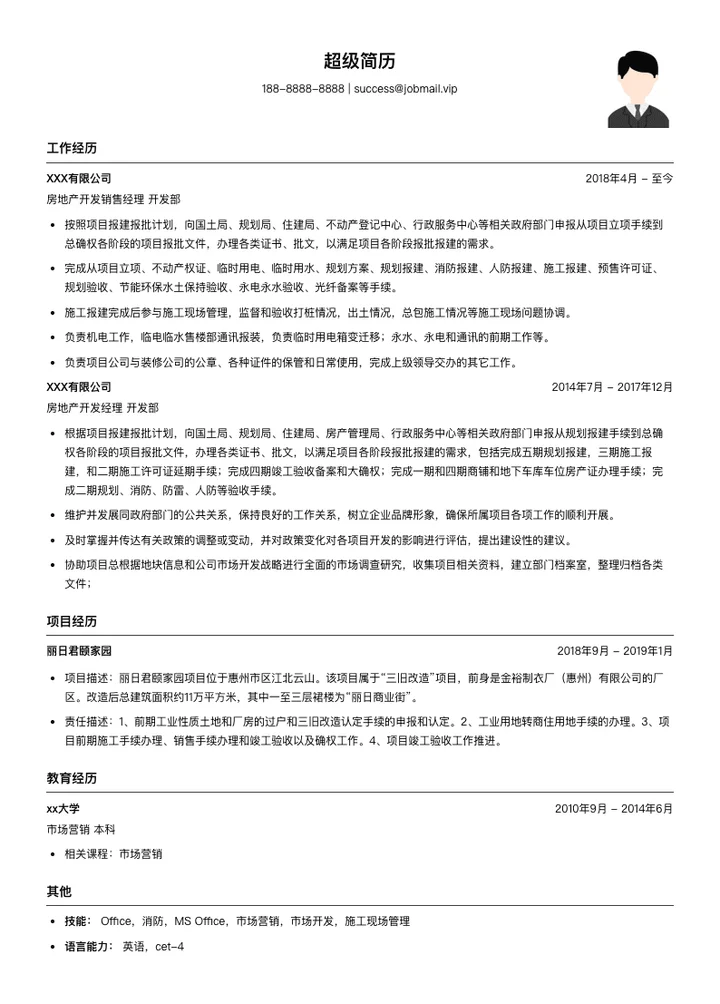 超级简历
188-8888-8888 | success@jobmail.vip
工作经历
XXX有限公司 2018年4月 – 至今
房地产开发销售经理 开发部
• 按照项目报建报批计划，向国土局、规划局、住建局、不动产登记中心、行政服务中心等相关政府部门申报从项目立项手续到
总确权各阶段的项目报批文件，办理各类证书、批文，以满足项目各阶段报批报建的需求。
• 完成从项目立项、不动产权证、临时用电、临时用水、规划方案、规划报建、消防报建、人防报建、施工报建、预售许可证、
规划验收、节能环保水土保持验收、永电永水验收、光纤备案等手续。
• 施工报建完成后参与施工现场管理，监督和验收打桩情况，出土情况，总包施工情况等施工现场问题协调。
• 负责机电工作，临电临水售楼部通讯报装，负责临时用电箱变迁移；永水、永电和通讯的前期工作等。
• 负责项目公司与装修公司的公章、各种证件的保管和日常使用，完成上级领导交办的其它工作。
XXX有限公司 2014年7月 – 2017年12月
房地产开发经理 开发部
• 根据项目报建报批计划，向国土局、规划局、住建局、房产管理局、行政服务中心等相关政府部门申报从规划报建手续到总确
权各阶段的项目报批文件，办理各类证书、批文，以满足项目各阶段报批报建的需求，包括完成五期规划报建，三期施工报
建，和二期施工许可证延期手续；完成四期竣工验收备案和大确权；完成一期和四期商铺和地下车库车位房产证办理手续；完
成二期规划、消防、防雷、人防等验收手续。
• 维护并发展同政府部门的公共关系，保持良好的工作关系，树立企业品牌形象，确保所属项目各项工作的顺利开展。
• 及时掌握并传达有关政策的调整或变动，并对政策变化对各项目开发的影响进行评估，提出建设性的建议。
• 协助项目总根据地块信息和公司市场开发战略进行全面的市场调查研究，收集项目相关资料，建立部门档案室，整理归档各类
文件；
项目经历
丽日君颐家园 2018年9月 – 2019年1月
• 项目描述：丽日君颐家园项目位于惠州市区江北云山。该项目属于“三旧改造”项目，前身是金裕制衣厂（惠州）有限公司的厂
区。改造后总建筑面积约11万平方米，其中一至三层裙楼为“丽日商业街”。
• 责任描述：1、前期工业性质土地和厂房的过户和三旧改造认定手续的申报和认定。2、工业用地转商住用地手续的办理。3、项
目前期施工手续办理、销售手续办理和竣工验收以及确权工作。4、项目竣工验收工作推进。
教育经历
xx大学 2010年9月 – 2014年6月
市场营销 本科
• 相关课程：市场营销
其他
• 技能： Office，消防，MS Office，市场营销，市场开发，施工现场管理
• 语言能力： 英语，cet-4